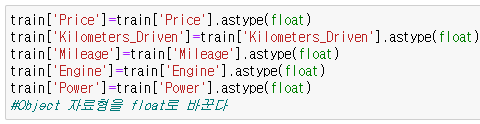 train['Price']=train['Price'].astype(float)
train['Kilometers_Driven']=train['Kilometers_Driven'].astype(float)
train['Mileage']=train['Mileage'].astype(float)
train['Engine']=train['Engine'].astype(float)
train['Power']=train['Power'].astype(float)
#Object 자료형을 float로 바꾼다